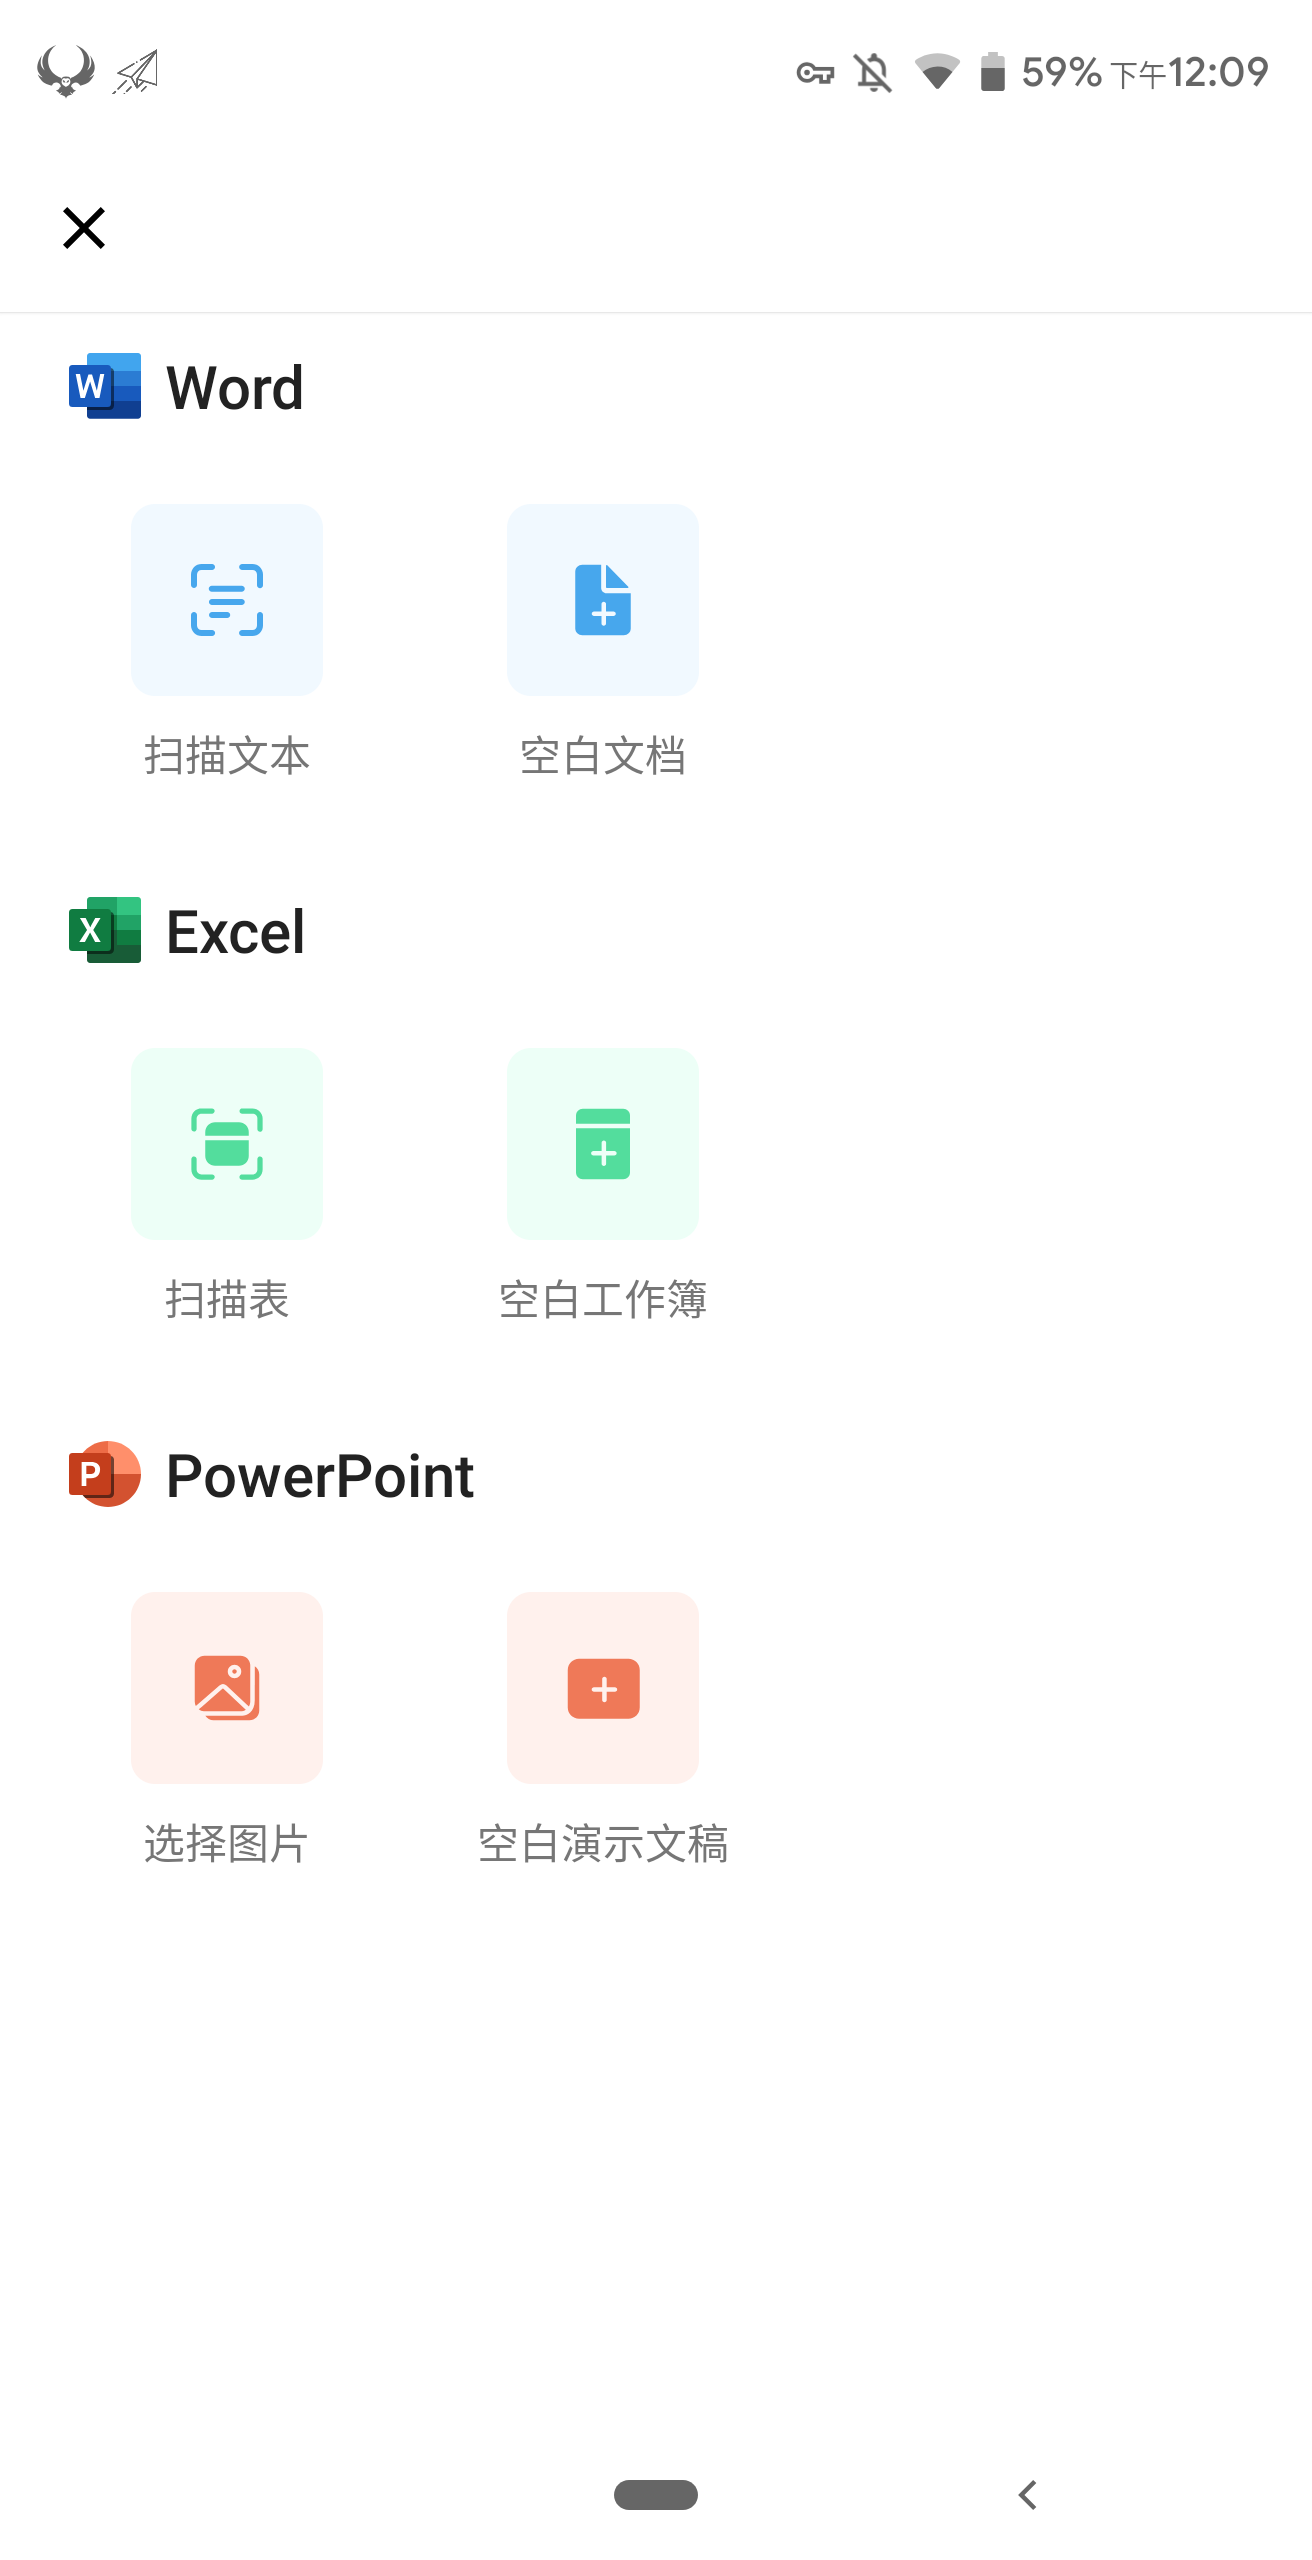 59% 下午12:09
W Word
扫描文本 空白文档
X Excel
扫描表 空白工作簿
P PowerPoint
选择图片 空白演示文稿